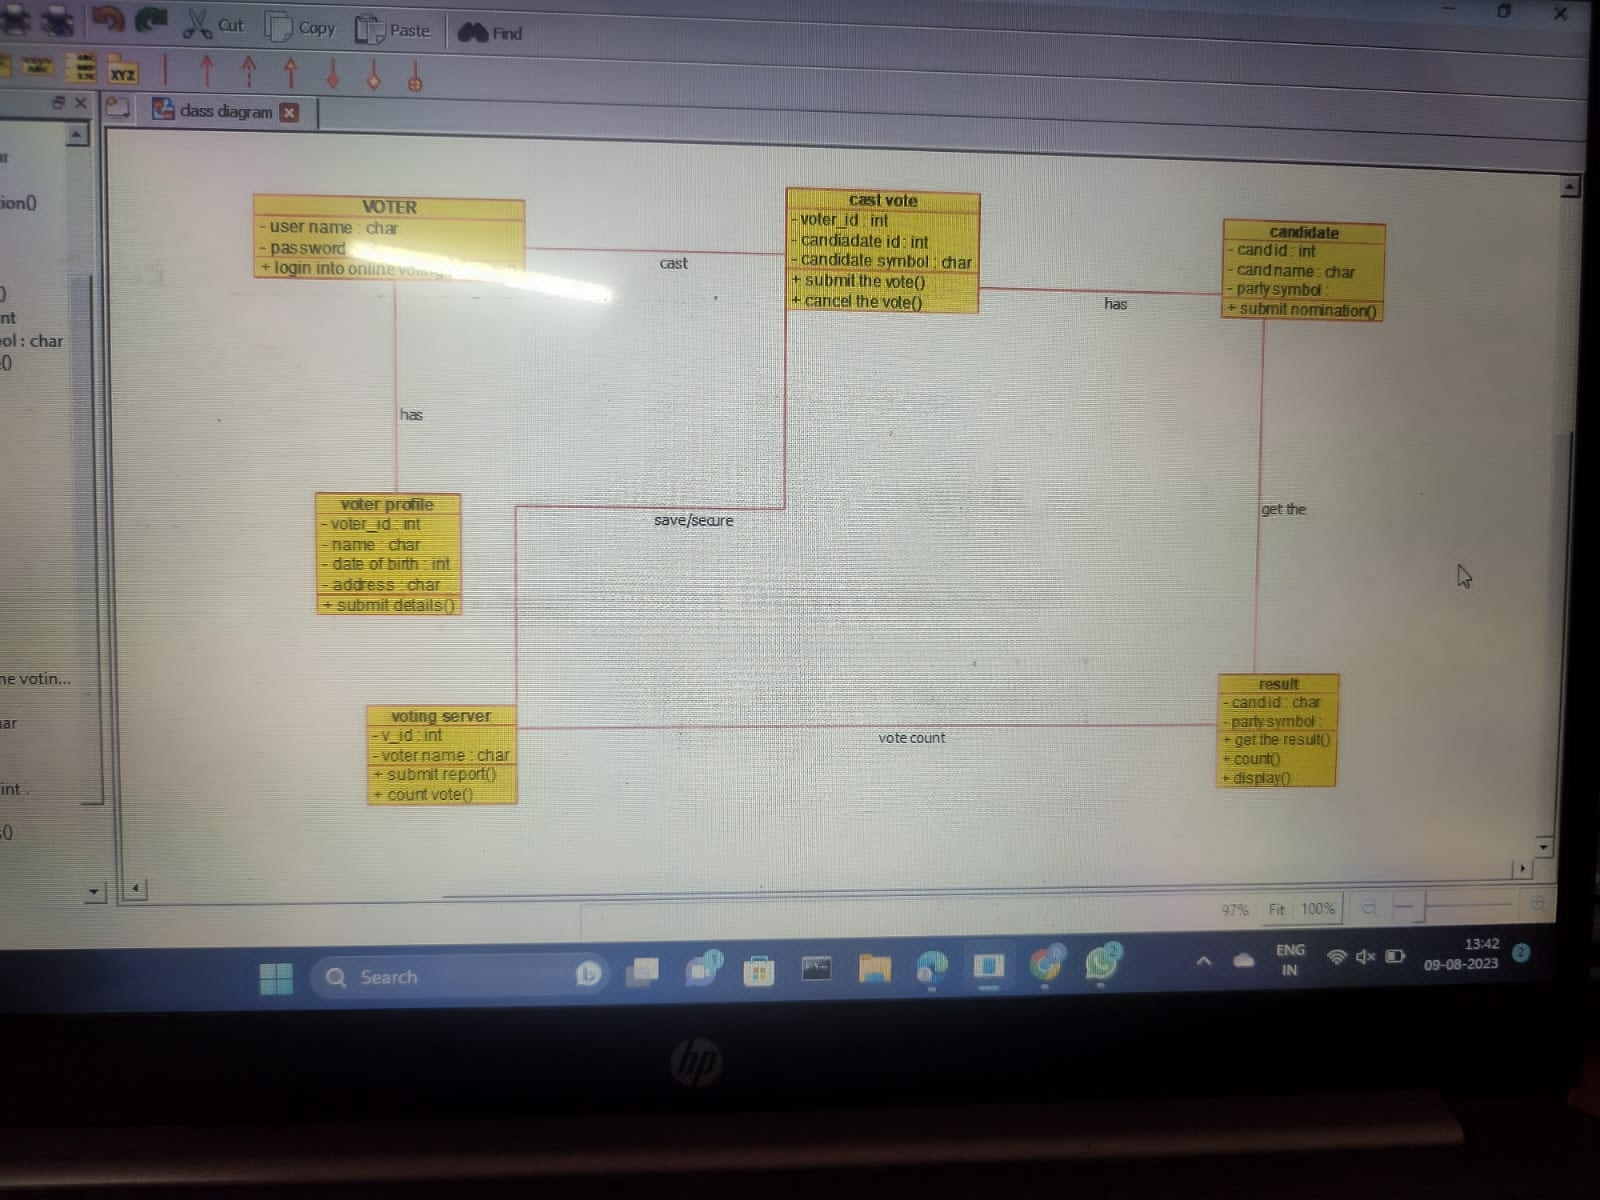 Cut
Copy
Paste
Find
XYZ
class diagram
ion()
nt
ol : char
()
ne votin...
ar
int
()
VOTER
- user name : char
- password
+ login into online
cast
cast vote
- voter_id : int
- candiadate id : int
- candidate symbol : char
+ submit the vote()
+ cancel the vote()
has
candidate
- cand id : int
- cand name : char
- party symbol :
+ submit nomination()
has
voter profile
- voter_id : int
- name : char
- date of birth : int
- address : char
+ submit details()
save/secure
get the
voting server
- v_id : int
- voter name : char
+ submit report()
+ count vote()
vote count
result
- cand id : char
- party symbol :
+ get the result()
+ count()
+ display()
97%
Fit
100%
Search
ENG
IN
13:42
09-08-2023
2
hp